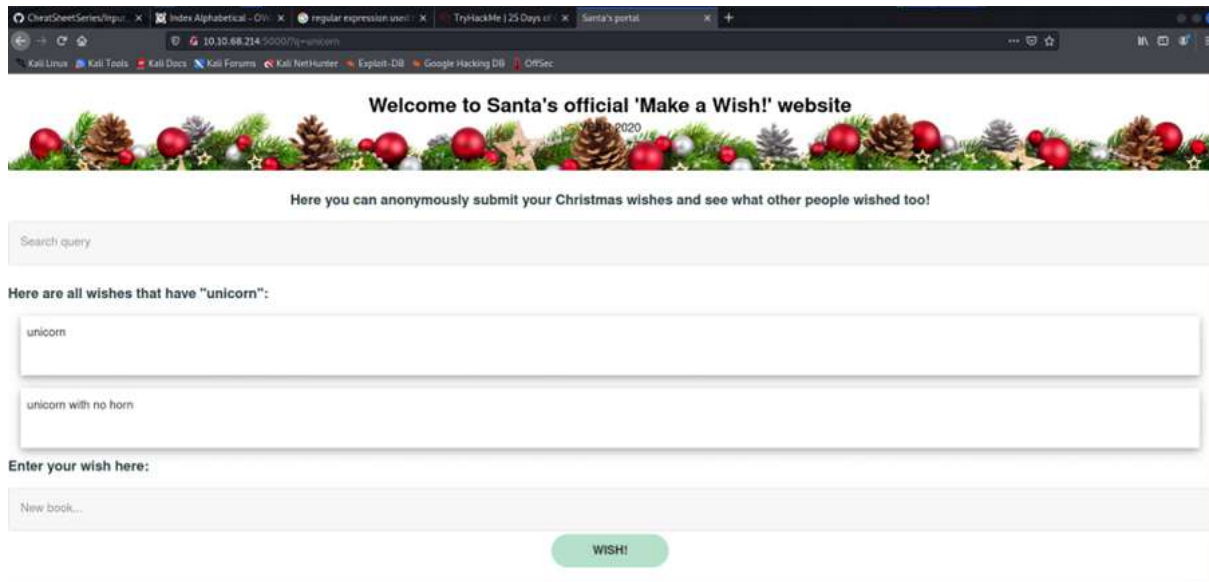 CheatSheetSeries/Input
Index Alphabetical - OW
regular expression used
TryHackMe | 25 Days of
Santa's portal
10.10.68.214:5000/?q=unicorn
Kali Linux
Kali Tools
Kali Docs
Kali Forums
Kali NetHunter
Exploit-DB
Google Hacking DB
OffSec
Welcome to Santa's official 'Make a Wish!' website
2020
Here you can anonymously submit your Christmas wishes and see what other people wished too!
Search query
Here are all wishes that have "unicorn":
unicorn
unicorn with no horn
Enter your wish here:
New book...
WISH!